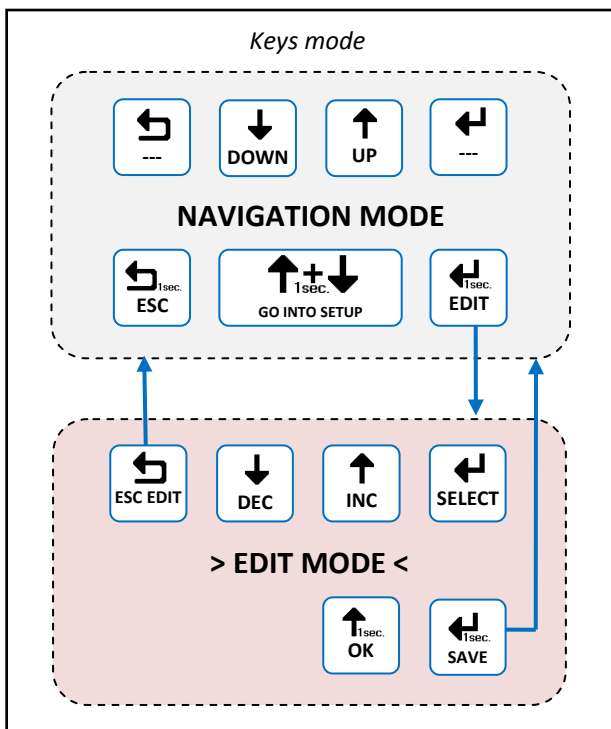 Keys mode
--- DOWN UP ---
NAVIGATION MODE
1sec. + 1sec. 1sec.
ESC GO INTO SETUP EDIT
ESC EDIT DEC INC SELECT
> EDIT MODE <
1sec. 1sec.
OK SAVE